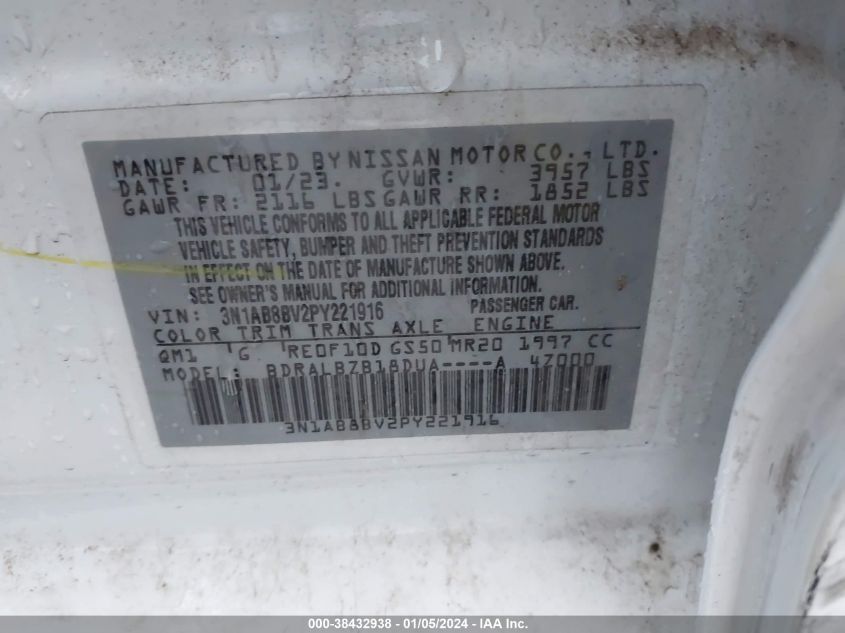 MANUFACTURED BY NISSAN MOTOR CO., LTD.
DATE: 01/23. GVWR: 3957 LBS
GAWR FR: 2116 LBS GAWR RR: 1852 LBS
THIS VEHICLE CONFORMS TO ALL APPLICABLE FEDERAL MOTOR
VEHICLE SAFETY, BUMPER AND THEFT PREVENTION STANDARDS
IN EFFECT ON THE DATE OF MANUFACTURE SHOWN ABOVE.
SEE OWNER'S MANUAL FOR ADDITIONAL INFORMATION.
VIN: 3N1AB8BV2PY221916 PASSENGER CAR.
COLOR TRIM TRANS AXLE ENGINE
QM1 'G 'RE0F10D GS50'MR20 1997 CC
MODEL: BDRALBZB18DUA----A 4Z000
3N1AB8BV2PY221916
000-38432938 - 01/05/2024 - IAA Inc.